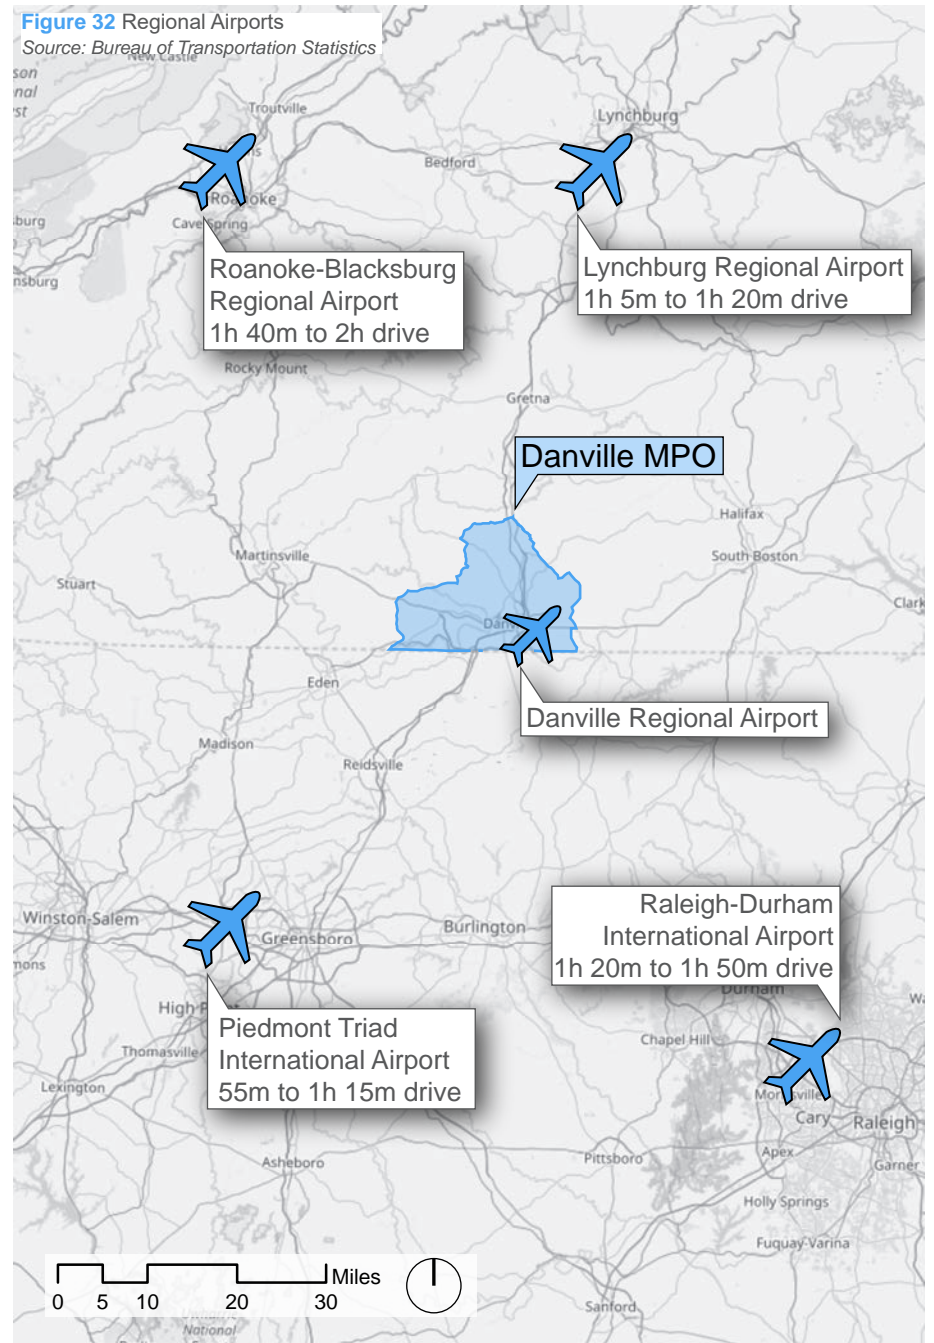 Figure 32 Regional Airports
Source: Bureau of Transportation Statistics
New Castle
Troutville
Lynchburg
Bedford
Roanoke
Cave Spring
Roanoke-Blacksburg
Regional Airport
1h 40m to 2h drive
Lynchburg Regional Airport
1h 5m to 1h 20m drive
Rocky Mount
Gretna
Danville MPO
Halifax
Martinsville
South Boston
Stuart
Clark
Danv
Eden
Danville Regional Airport
Madison
Reidsville
Winston-Salem
Greensboro
Burlington
Raleigh-Durham
International Airport
1h 20m to 1h 50m drive
Durham
High Point
Piedmont Triad
International Airport
55m to 1h 15m drive
Chapel Hill
Thomasville
Lexington
Morrisville
Cary
Raleigh
Asheboro
Pittsboro
Apex
Garner
Holly Springs
Fuquay-Varina
Miles
0 5 10 20 30
Sanford
National